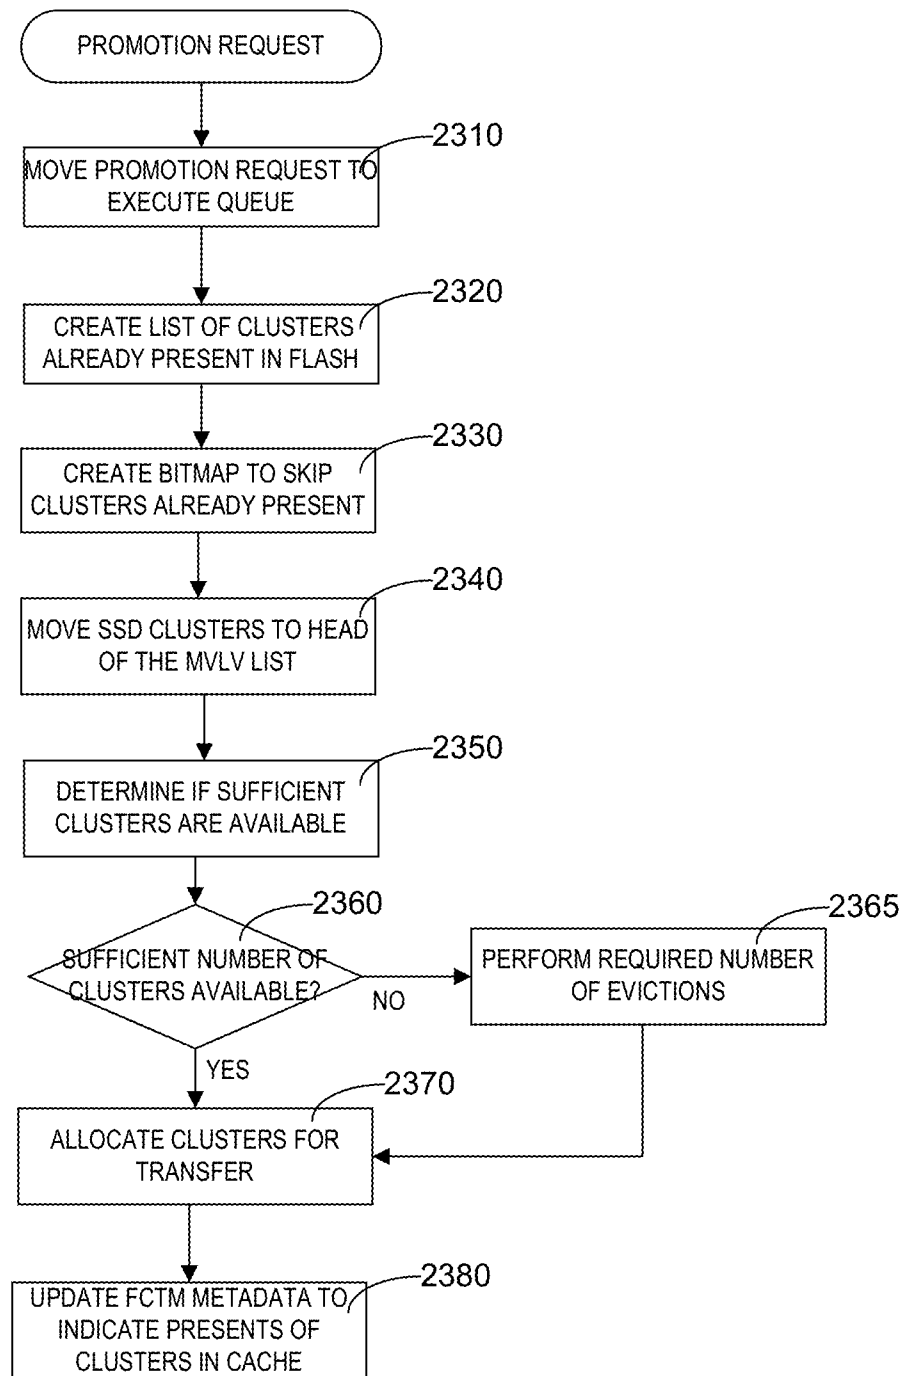 PROMOTION REQUEST
2310
MOVE PROMOTION REQUEST TO
EXECUTE QUEUE
2320
CREATE LIST OF CLUSTERS
ALREADY PRESENT IN FLASH
2330
CREATE BITMAP TO SKIP
CLUSTERS ALREADY PRESENT
2340
MOVE SSD CLUSTERS TO HEAD
OF THE MVLV LIST
2350
DETERMINE IF SUFFICIENT
CLUSTERS ARE AVAILABLE
2360
SUFFICIENT NUMBER OF
CLUSTERS AVAILABLE?
NO
2365
PERFORM REQUIRED NUMBER
OF EVICTIONS
YES
2370
ALLOCATE CLUSTERS FOR
TRANSFER
2380
UPDATE FCTM METADATA TO
INDICATE PRESENTS OF
CLUSTERS IN CACHE